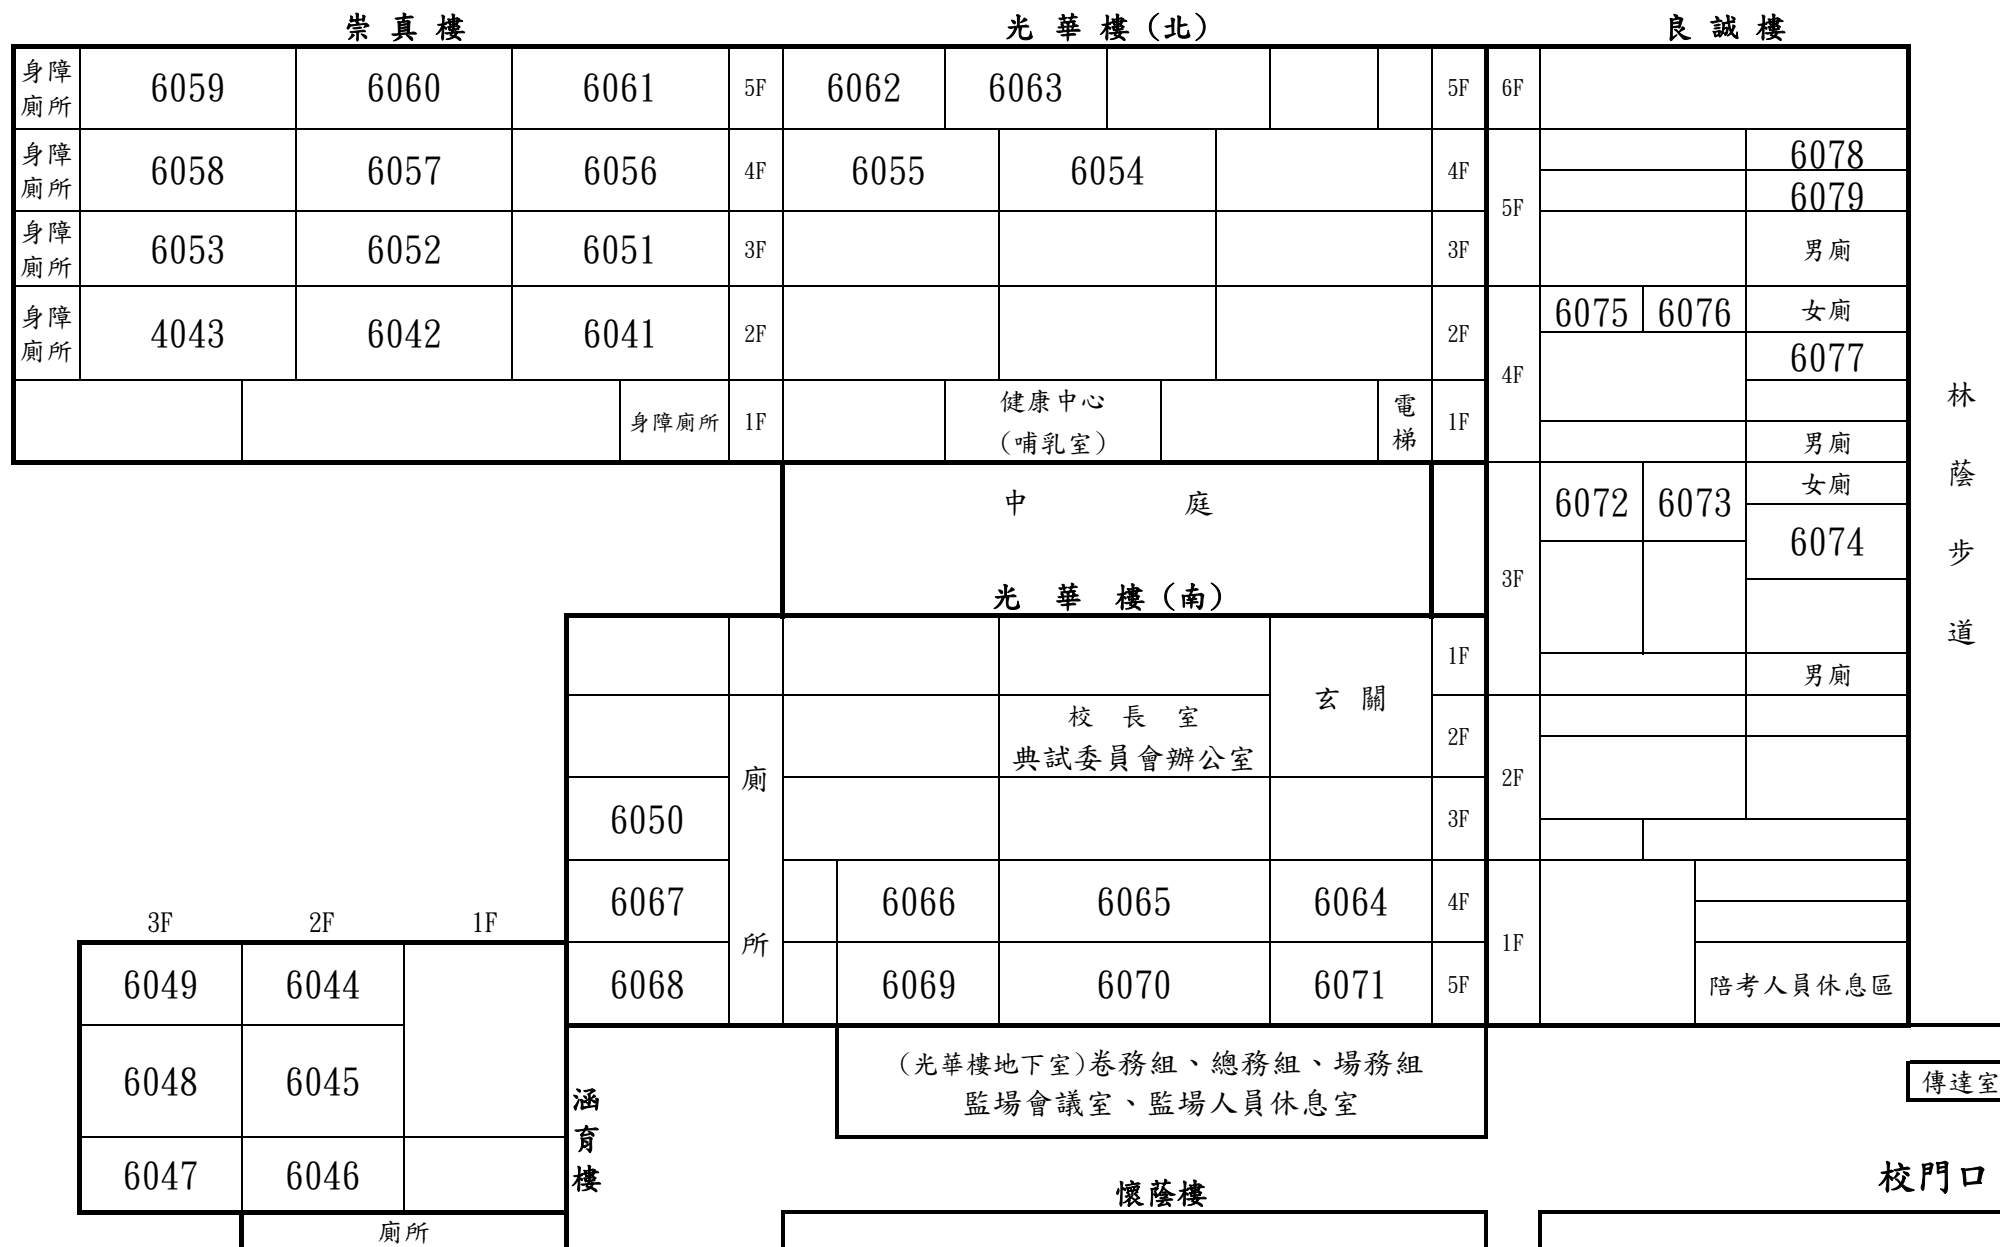 崇真樓
光華樓(北)
良誠樓
身障
廁所
6059
6060
6061
5F
6062
6063
5F
6F
身障
廁所
6058
6057
6056
4F
6055
6054
4F
5F
6078
6079
身障
廁所
6053
6052
6051
3F
3F
男廁
身障
廁所
4043
6042
6041
2F
2F
4F
6075
6076
女廁
6077
身障廁所
1F
健康中心
(哺乳室)
電
梯
1F
男廁
林
蔭
步
道
中庭
3F
6072
6073
女廁
6074
男廁
光華樓(南)
1F
玄關
校長室
典試委員會辦公室
2F
2F
廁
所
6050
3F
6067
6066
6065
6064
4F
1F
6068
6069
6070
6071
5F
陪考人員休息區
3F
2F
1F
6049
6044
6048
6045
6047
6046
廁所
涵
育
樓
(光華樓地下室)卷務組、總務組、場務組
監場會議室、監場人員休息室
傳達室
校門口
懷蔭樓